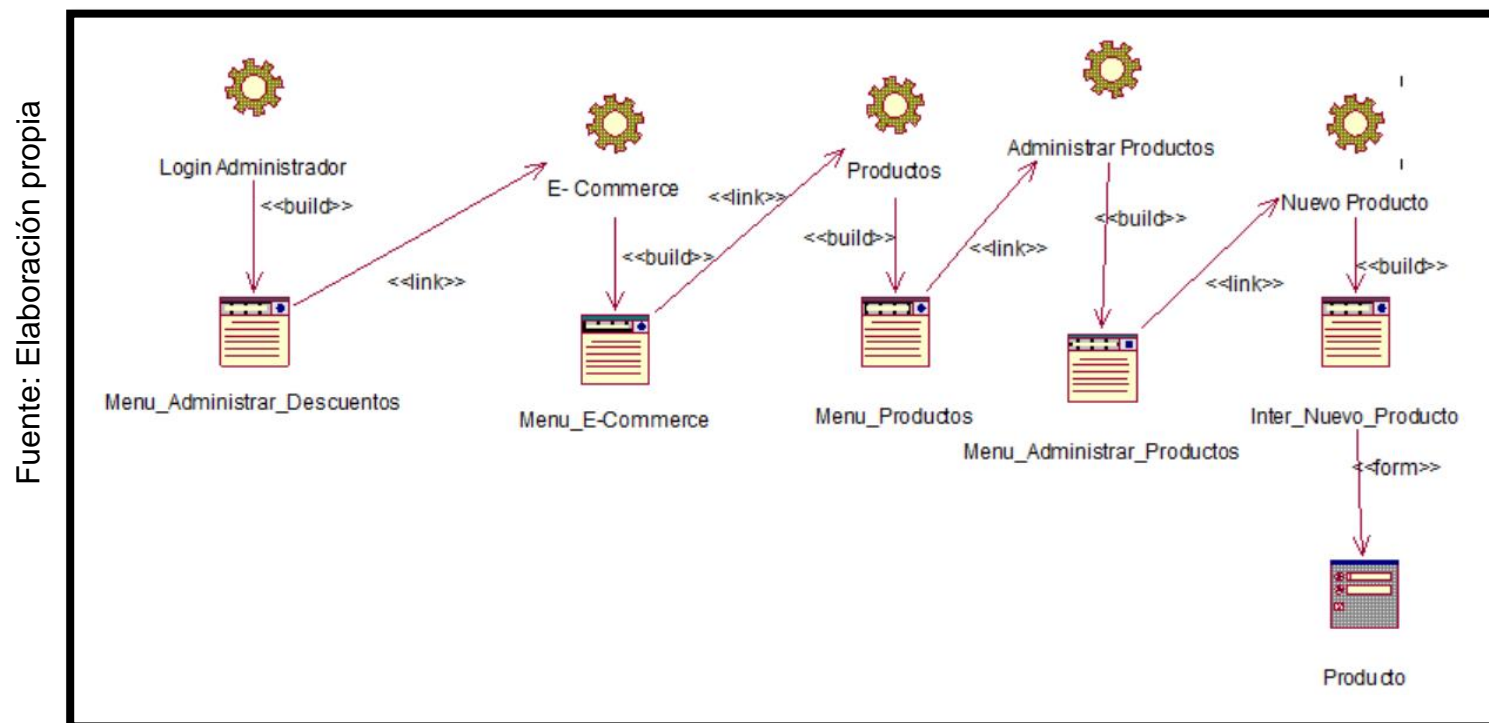 Fuente: Elaboración propia
Login Administrador
<<build>>
<<link>>
Menu_Administrar_Descuentos
E- Commerce
<<build>>
<<link>>
Menu_E-Commerce
Productos
<<build>>
<<link>>
Menu_Productos
Administrar Productos
<<build>>
<<link>>
Menu_Administrar_Productos
Nuevo Producto
<<build>>
Inter_Nuevo_Producto
<<form>>
Producto